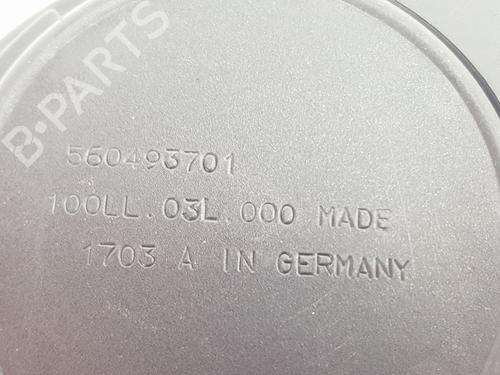 B-PARTS
560493701
100LL.03L.000 MADE
1703 A IN GERMANY